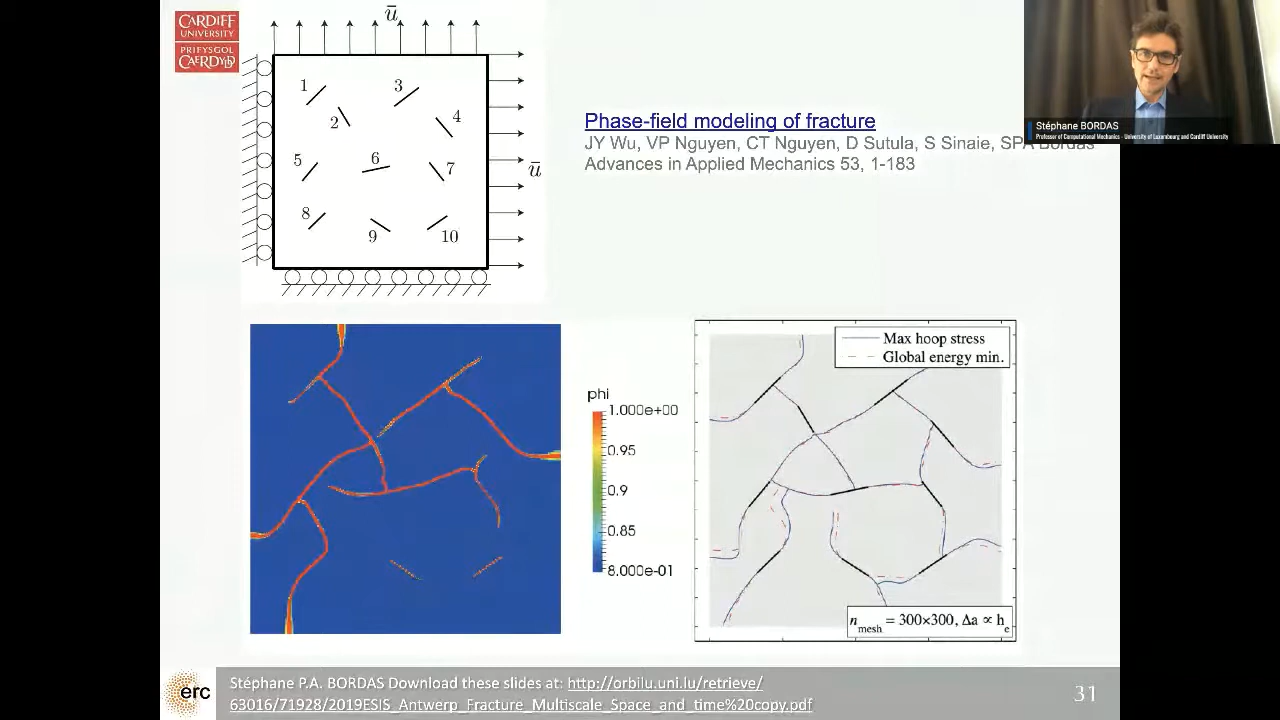 CARDIFF
UNIVERSITY
PRIFYSGOL
CAERDYDD
ū
1
2
3
4
5
6
7
8
9
10
ū
Phase-field modeling of fracture
JY Wu, VP Nguyen, CT Nguyen, D Sutula, S Sinaie, SPA Bordas
Advances in Applied Mechanics 53, 1-183
Stéphane BORDAS
Professor of Computational Mechanics - University of Luxembourg and Cardiff University
phi
1.000e+00
0.95
0.9
0.85
8.000e-01
Max hoop stress
Global energy min.
n_mesh = 300×300, Δa ∝ h_e
erc
Stéphane P.A. BORDAS Download these slides at: http://orbilu.uni.lu/retrieve/
63016/71928/2019ESIS_Antwerp_Fracture_Multiscale_Space_and_time%20copy.pdf
31